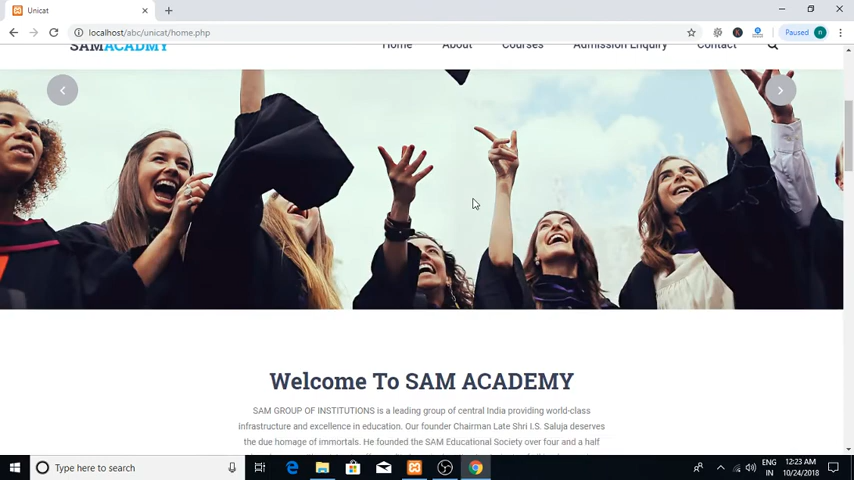 Unicat
localhost/abc/unicat/home.php
Paused
n
SAMACADMY
Home
About
Courses
Admission Enquiry
Contact
Welcome To SAM ACADEMY
SAM GROUP OF INSTITUTIONS is a leading group of central India providing world-class
infrastructure and excellence in education. Our founder Chairman Late Shri I.S. Saluja deserves
the due homage of immortals. He founded the SAM Educational Society over four and a half
Type here to search
ENG
IN
12:23 AM
10/24/2018